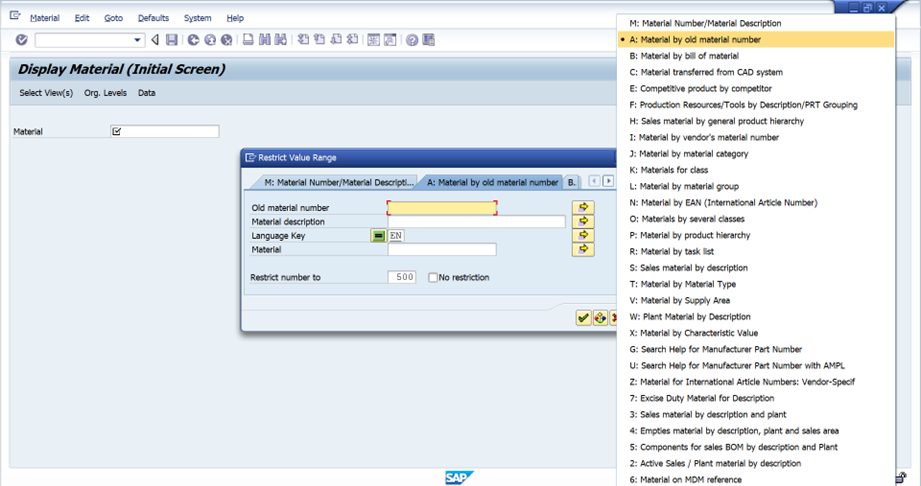 Material Edit Goto Defaults System Help
Display Material (Initial Screen)
Select View(s) Org. Levels Data
Material
Restrict Value Range
M: Material Number/Material Descripti... A: Material by old material number B.
Old material number
Material description
Language Key EN
Material
Restrict number to 500 No restriction
SAP
M: Material Number/Material Description
A: Material by old material number
B: Material by bill of material
C: Material transferred from CAD system
E: Competitive product by competitor
F: Production Resources/Tools by Description/PRT Grouping
H: Sales material by general product hierarchy
I: Material by vendor's material number
J: Material by material category
K: Materials for class
L: Material by material group
N: Material by EAN (International Article Number)
O: Materials by several classes
P: Material by product hierarchy
R: Material by task list
S: Sales material by description
T: Material by Material Type
V: Material by Supply Area
W: Plant Material by Description
X: Material by Characteristic Value
G: Search Help for Manufacturer Part Number
U: Search Help for Manufacturer Part Number with AMPL
Z: Material for International Article Numbers: Vendor-Specif
7: Excise Duty Material for Description
3: Sales material by description and plant
4: Empties material by description, plant and sales area
5: Components for sales BOM by description and Plant
2: Active Sales / Plant material by description
6: Material on MDM reference